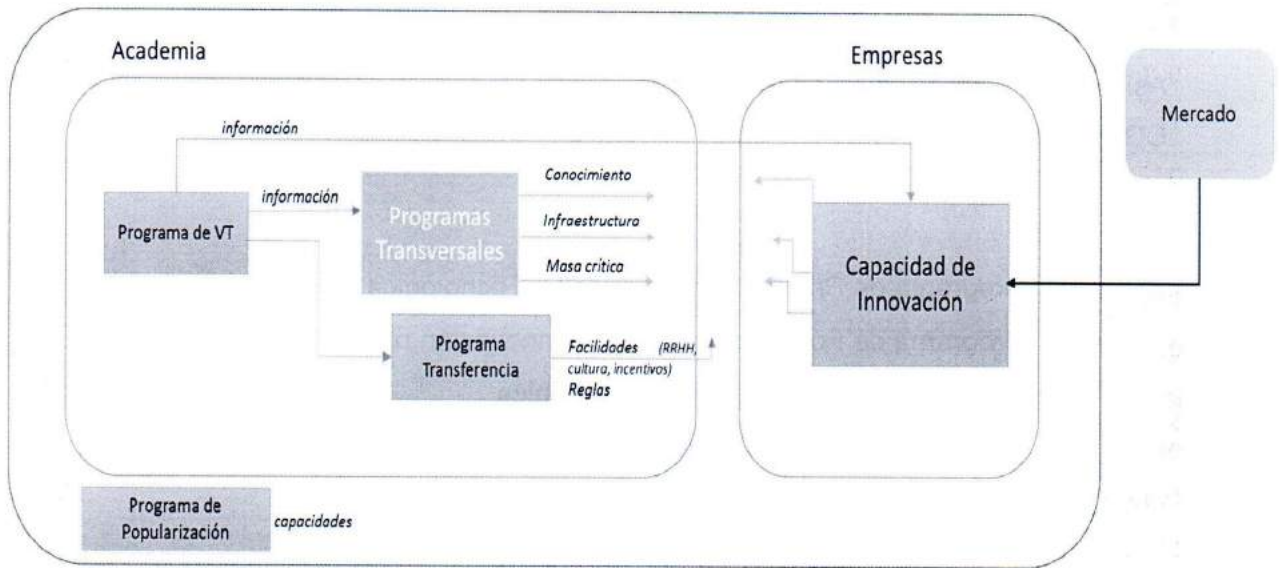 Academia
Empresas
Mercado
información
información
Conocimiento
Programas
Transversales
Infraestructura
Masa crítica
Programa de VT
Capacidad de
Innovación
Programa
Transferencia
Facilidades (RRHH,
cultura, incentivos)
Reglas
Programa de
Popularización
capacidades